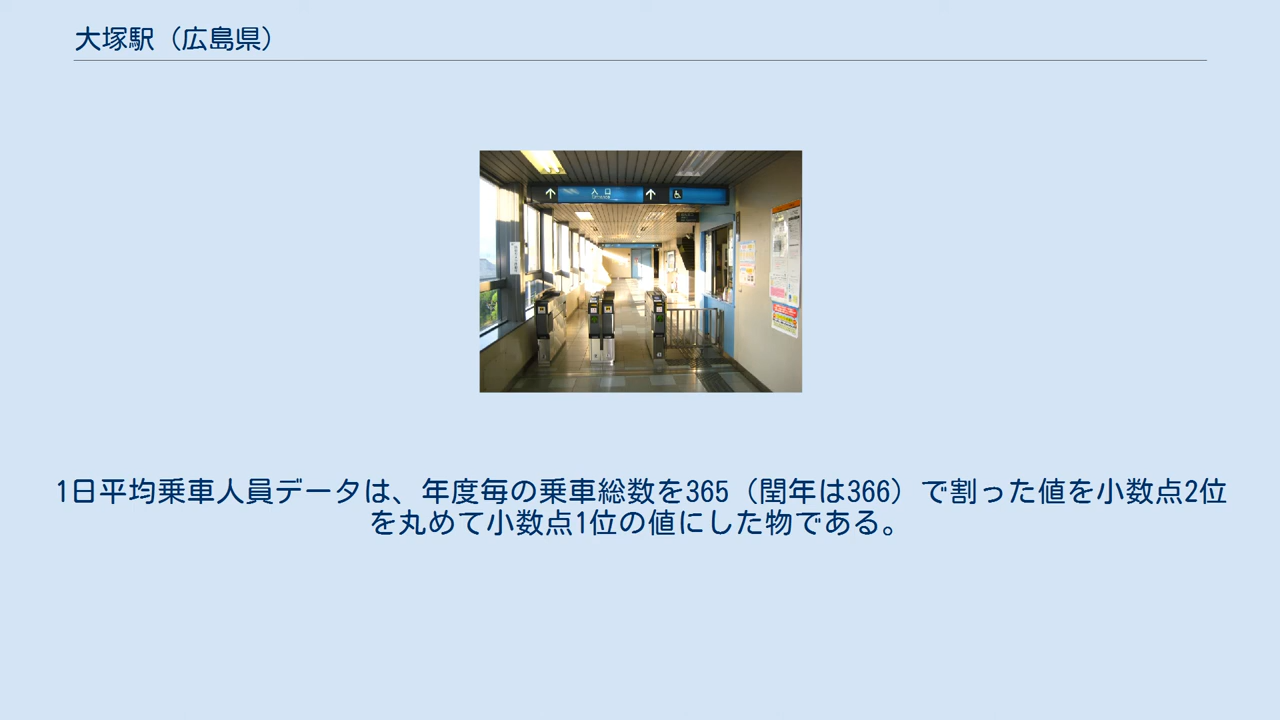 大塚駅（広島県）
入口
1日平均乗車人員データは、年度毎の乗車総数を365（閏年は366）で割った値を小数点2位
を丸めて小数点1位の値にした物である。